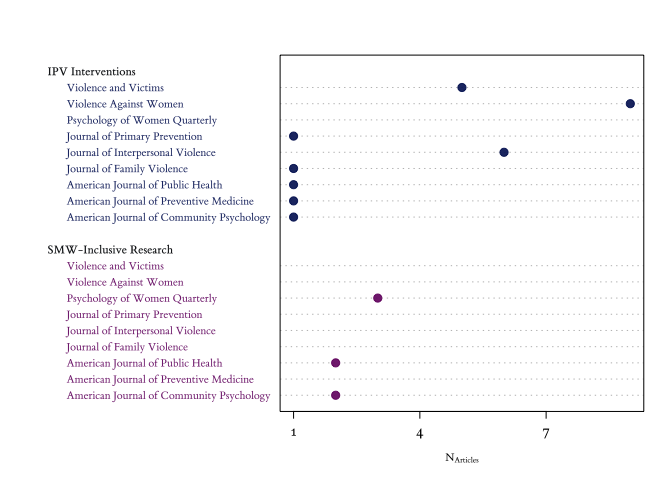 IPV Interventions
Violence and Victims
Violence Against Women
Psychology of Women Quarterly
Journal of Primary Prevention
Journal of Interpersonal Violence
Journal of Family Violence
American Journal of Public Health
American Journal of Preventive Medicine
American Journal of Community Psychology
SMW-Inclusive Research
Violence and Victims
Violence Against Women
Psychology of Women Quarterly
Journal of Primary Prevention
Journal of Interpersonal Violence
Journal of Family Violence
American Journal of Public Health
American Journal of Preventive Medicine
American Journal of Community Psychology
1 4 7
NArticles